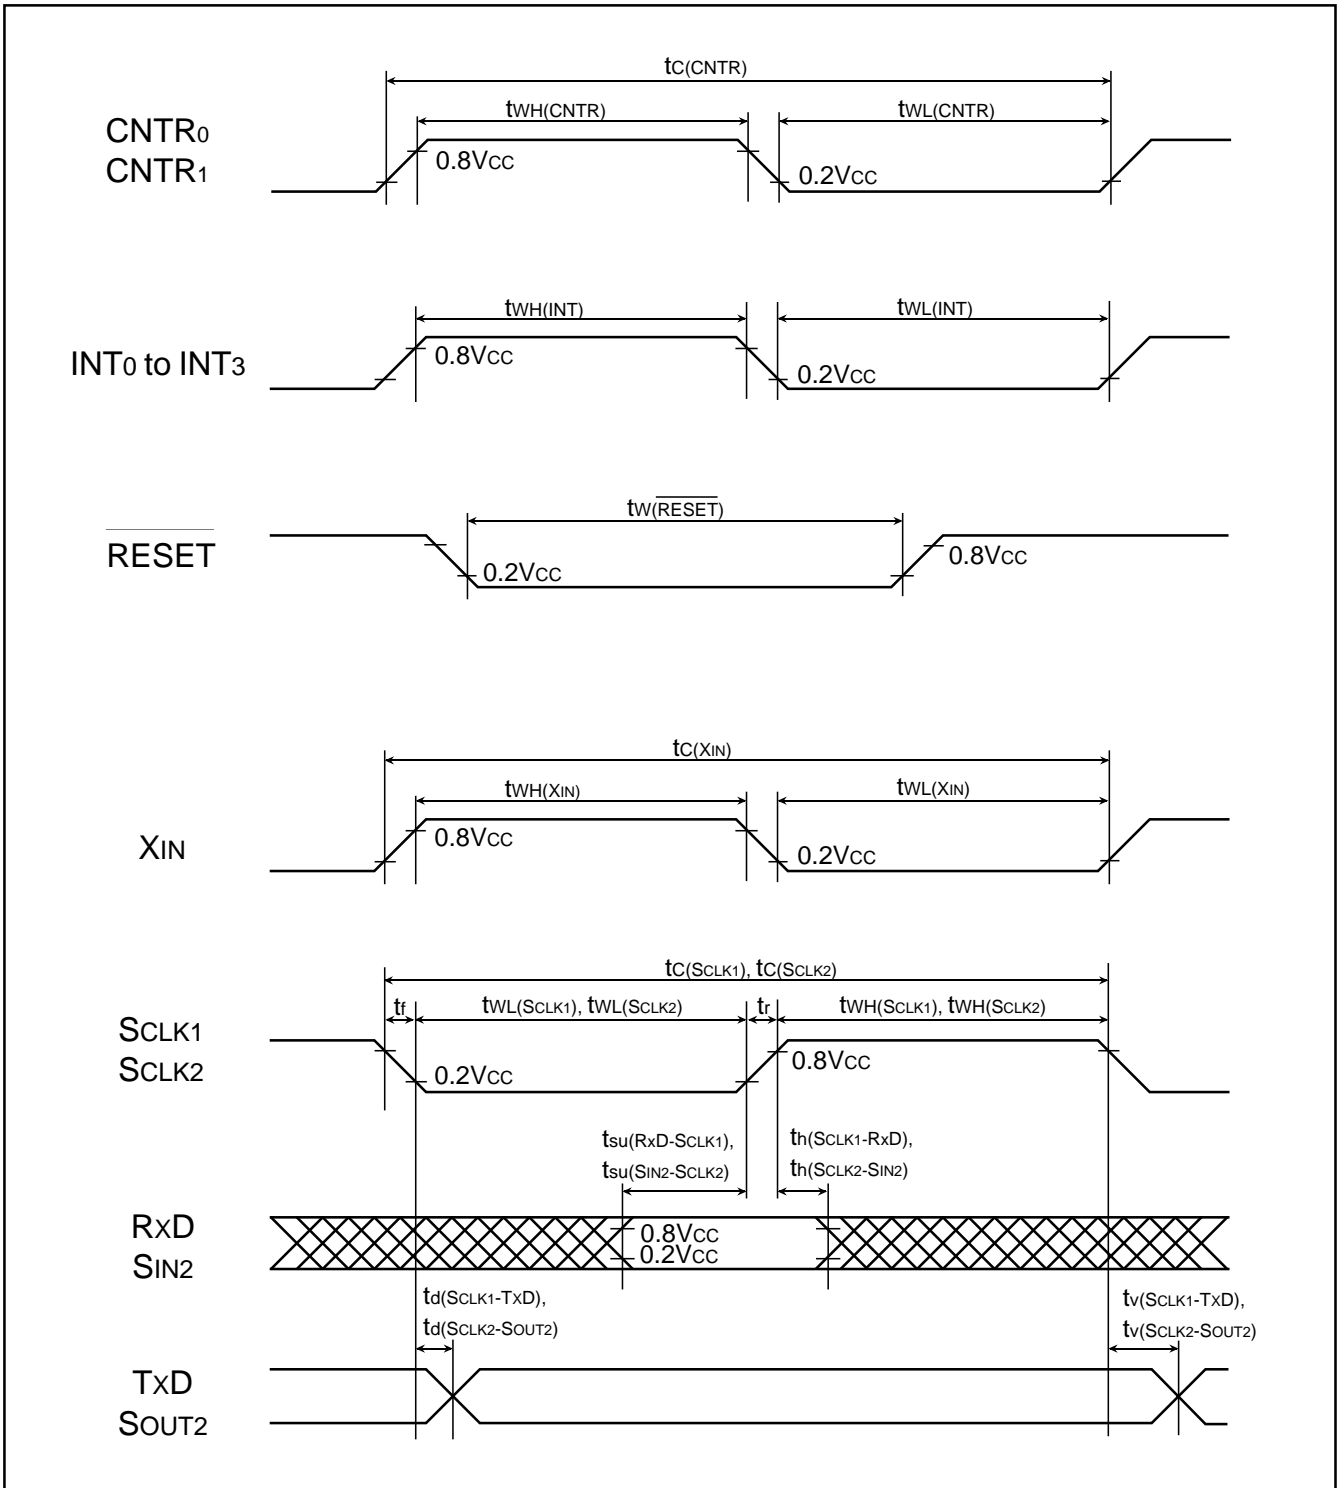 tC(CNTR)
tWH(CNTR)
tWL(CNTR)
CNTR0
CNTR1
0.8VCC
0.2VCC
tWH(INT)
tWL(INT)
INT0 to INT3
0.8VCC
0.2VCC
tW(RESET)
RESET
0.2VCC
0.8VCC
tC(XIN)
tWH(XIN)
tWL(XIN)
XIN
0.8VCC
0.2VCC
tC(SCLK1), tC(SCLK2)
tf
tWL(SCLK1), tWL(SCLK2)
tr
tWH(SCLK1), tWH(SCLK2)
SCLK1
SCLK2
0.2VCC
0.8VCC
tsu(RxD-SCLK1),
tsu(SIN2-SCLK2)
th(SCLK1-RxD),
th(SCLK2-SIN2)
RXD
SIN2
0.8VCC
0.2VCC
td(SCLK1-TXD),
td(SCLK2-SOUT2)
tv(SCLK1-TXD),
tv(SCLK2-SOUT2)
TXD
SOUT2